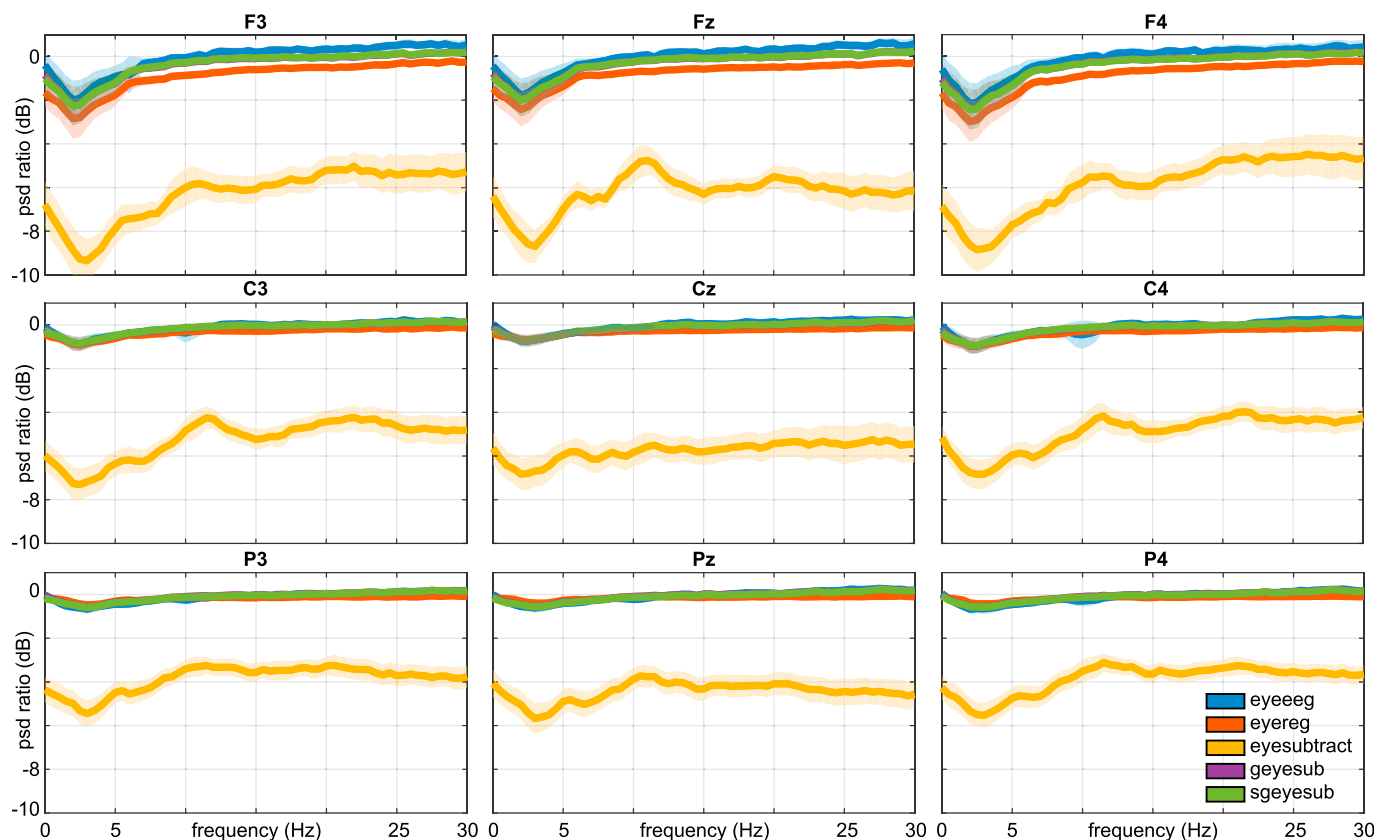 F3 Fz F4
0
psd ratio (dB)
-8
-10
C3 Cz C4
0
psd ratio (dB)
-8
-10
P3 Pz P4
0
psd ratio (dB)
-8
-10
eyeeeg
eyereg
eyesubtract
geyesub
sgeyesub
0 5 frequency (Hz) 25 30 0 5 frequency (Hz) 25 30 0 5 frequency (Hz) 25 30